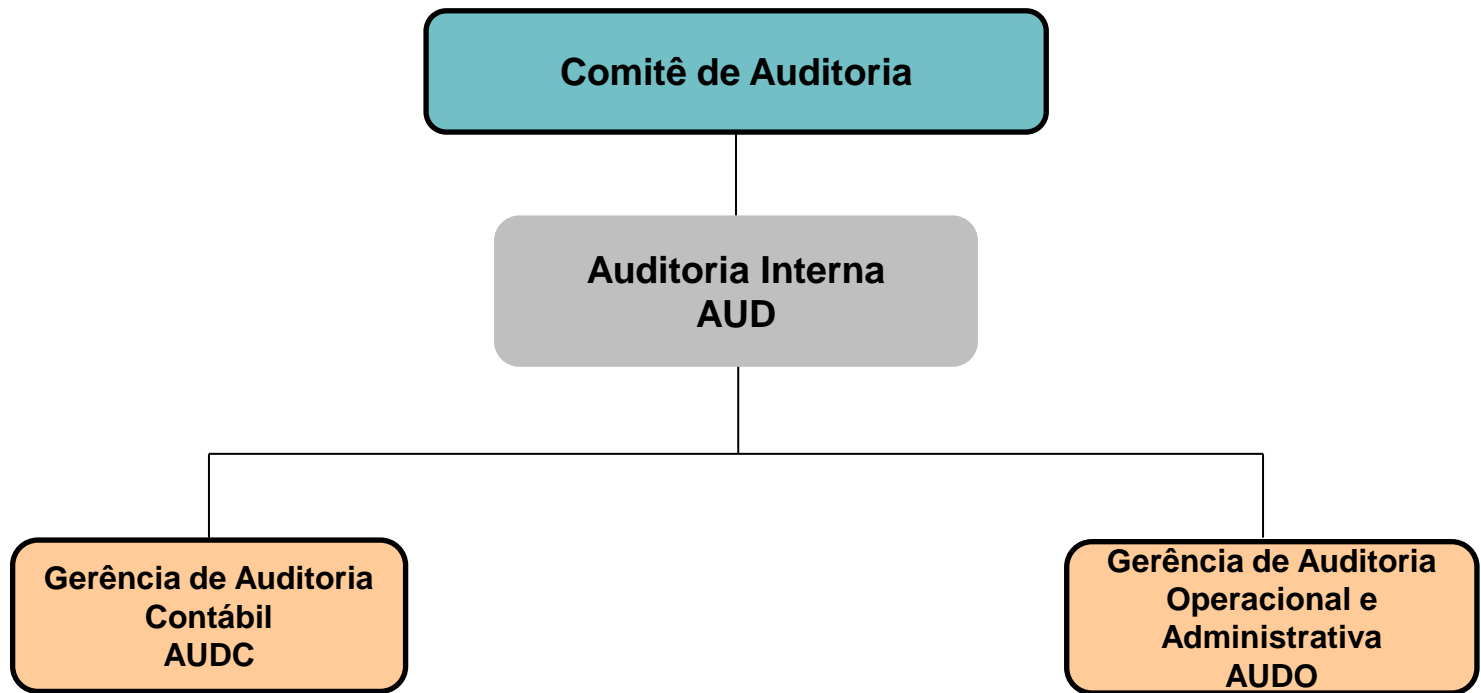 Comitê de Auditoria
Auditoria Interna
AUD
Gerência de Auditoria
Contábil
AUDC
Gerência de Auditoria
Operacional e
Administrativa
AUDO